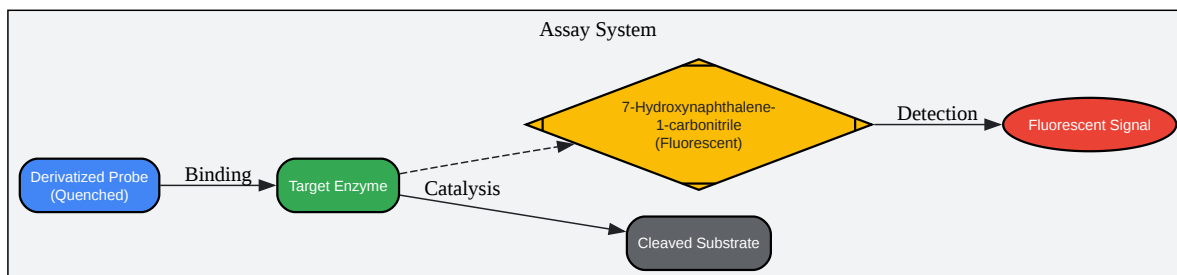 Assay System
Derivatized Probe
(Quenched)
Binding
Target Enzyme
Catalysis
7-Hydroxynaphthalene-
1-carbonitrile
(Fluorescent)
Detection
Fluorescent Signal
Cleaved Substrate